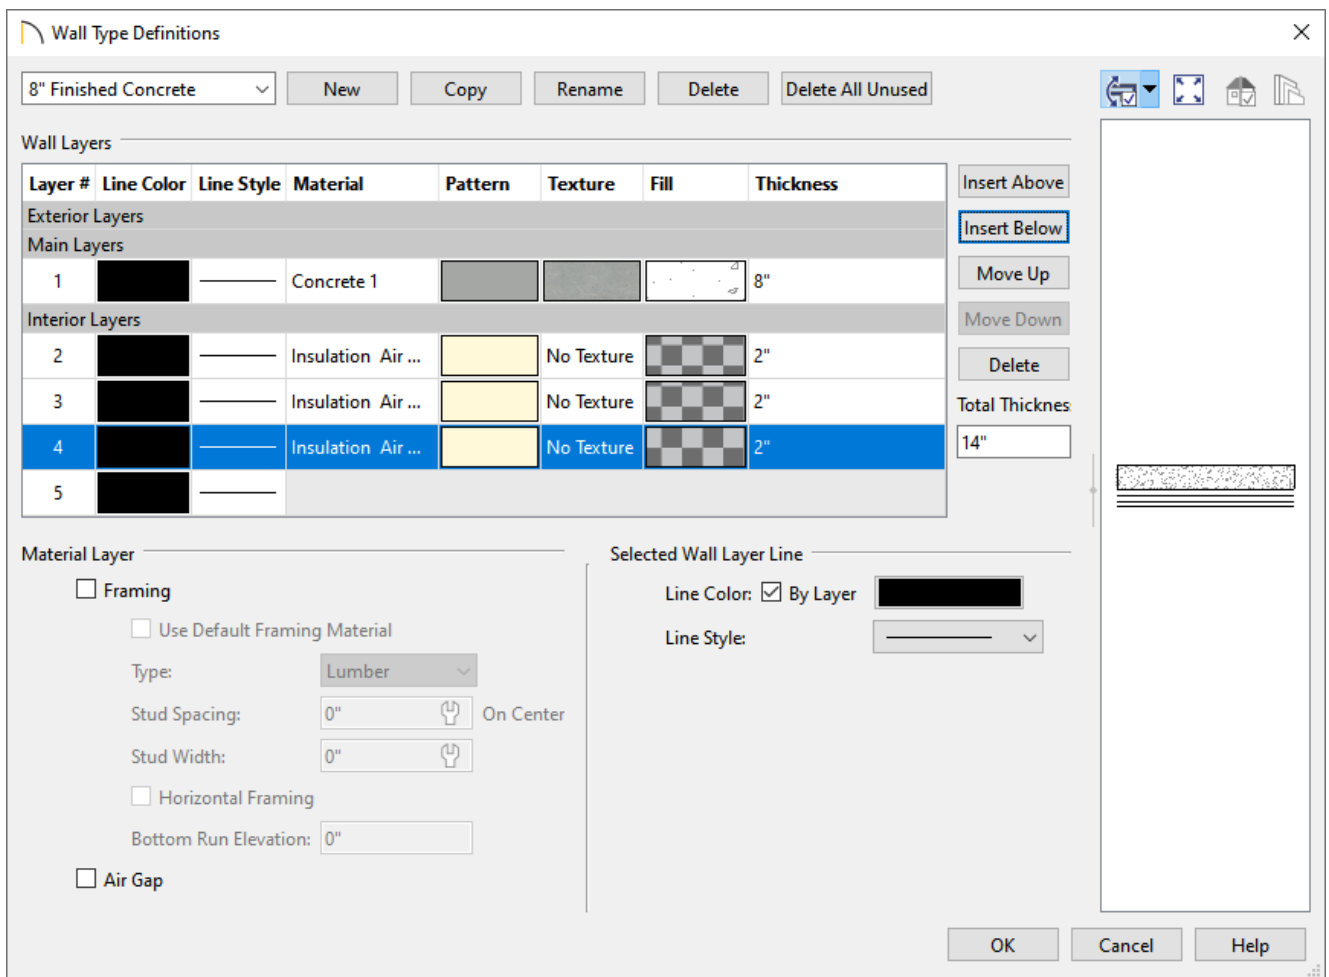 Wall Type Definitions
8" Finished Concrete New Copy Rename Delete Delete All Unused
Wall Layers
Layer # Line Color Line Style Material Pattern Texture Fill Thickness
Insert Above
Exterior Layers
Main Layers
Insert Below
1 Concrete 1 8"
Move Up
Interior Layers
Move Down
2 Insulation Air ... No Texture 2"
Delete
3 Insulation Air ... No Texture 2"
Total Thicknes
4 Insulation Air ... No Texture 2"
14"
5
Material Layer
Framing
Use Default Framing Material
Type: Lumber
Stud Spacing: 0" On Center
Stud Width: 0"
Horizontal Framing
Bottom Run Elevation: 0"
Air Gap
Selected Wall Layer Line
Line Color: By Layer
Line Style:
OK Cancel Help